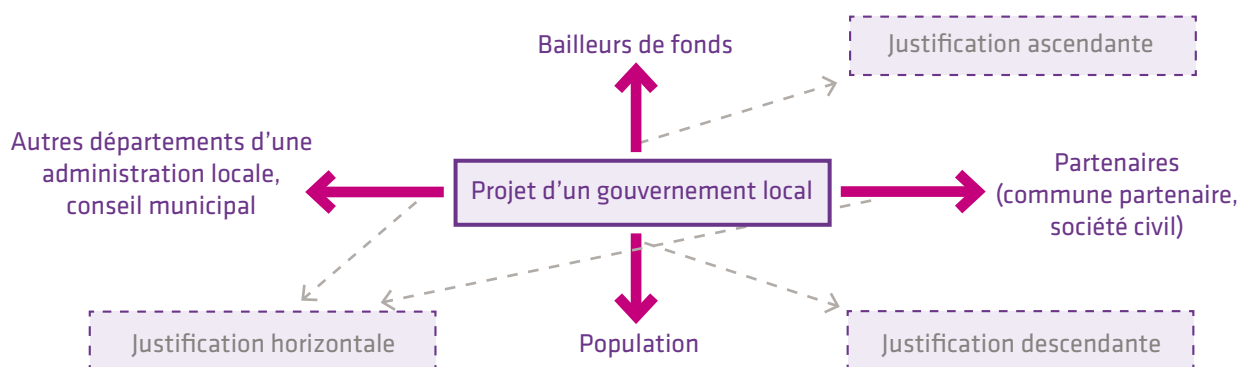 Justification ascendante
Bailleurs de fonds
Autres départements d’une
administration locale,
conseil municipal
Projet d’un gouvernement local
Partenaires
(commune partenaire,
société civil)
Justification horizontale
Population
Justification descendante